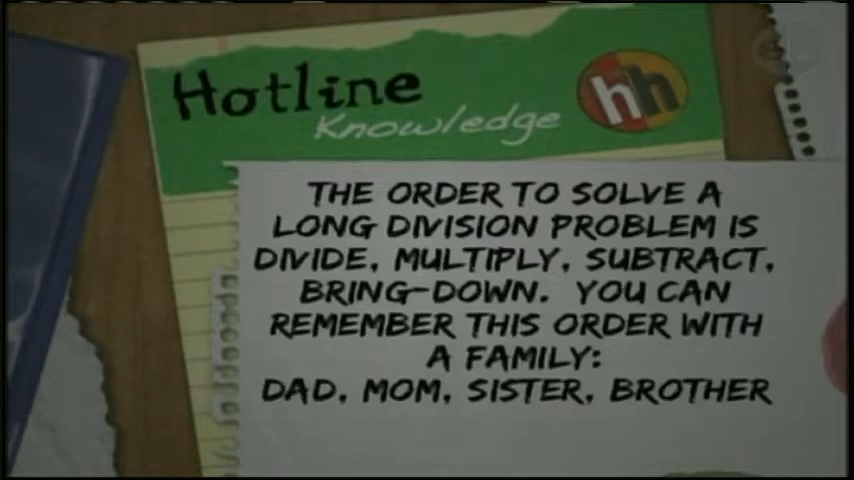 Hotline
Knowledge
hh
THE ORDER TO SOLVE A
LONG DIVISION PROBLEM IS
DIVIDE, MULTIPLY, SUBTRACT,
BRING-DOWN. YOU CAN
REMEMBER THIS ORDER WITH
A FAMILY:
DAD, MOM, SISTER, BROTHER